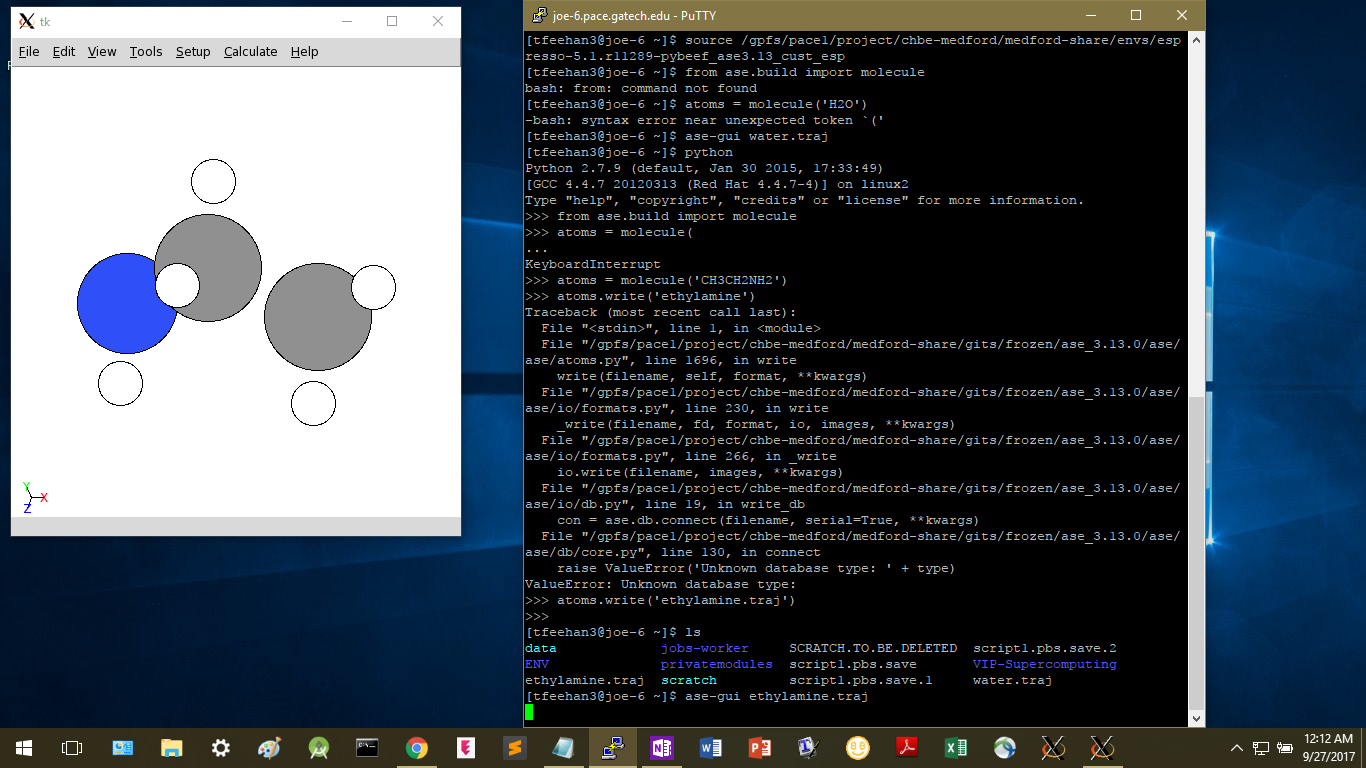 tk
File Edit View Tools Setup Calculate Help
Y
X
Z
joe-6.pace.gatech.edu - PuTTY
[tfeehan3@joe-6 ~]$ source /gpfs/pace1/project/chbe-medford/medford-share/envs/esp
resso-5.1.r11289-pybeef_ase3.13_cust_esp
[tfeehan3@joe-6 ~]$ from ase.build import molecule
bash: from: command not found
[tfeehan3@joe-6 ~]$ atoms = molecule('H2O')
-bash: syntax error near unexpected token `('
[tfeehan3@joe-6 ~]$ ase-gui water.traj
[tfeehan3@joe-6 ~]$ python
Python 2.7.9 (default, Jan 30 2015, 17:33:49)
[GCC 4.4.7 20120313 (Red Hat 4.4.7-4)] on linux2
Type "help", "copyright", "credits" or "license" for more information.
>>> from ase.build import molecule
>>> atoms = molecule(
...
KeyboardInterrupt
>>> atoms = molecule('CH3CH2NH2')
>>> atoms.write('ethylamine')
Traceback (most recent call last):
  File "<stdin>", line 1, in <module>
  File "/gpfs/pace1/project/chbe-medford/medford-share/gits/frozen/ase_3.13.0/ase/
ase/atoms.py", line 1696, in write
    write(filename, self, format, **kwargs)
  File "/gpfs/pace1/project/chbe-medford/medford-share/gits/frozen/ase_3.13.0/ase/
ase/io/formats.py", line 230, in write
    _write(filename, fd, format, io, images, **kwargs)
  File "/gpfs/pace1/project/chbe-medford/medford-share/gits/frozen/ase_3.13.0/ase/
ase/io/formats.py", line 266, in _write
    io.write(filename, images, **kwargs)
  File "/gpfs/pace1/project/chbe-medford/medford-share/gits/frozen/ase_3.13.0/ase/
ase/io/db.py", line 19, in write_db
    con = ase.db.connect(filename, serial=True, **kwargs)
  File "/gpfs/pace1/project/chbe-medford/medford-share/gits/frozen/ase_3.13.0/ase/
ase/db/core.py", line 130, in connect
    raise ValueError('Unknown database type: ' + type)
ValueError: Unknown database type:
>>> atoms.write('ethylamine.traj')
>>>
[tfeehan3@joe-6 ~]$ ls
data jobs-worker SCRATCH.TO.BE.DELETED script1.pbs.save.2
ENV privatemodules script1.pbs.save VIP-Supercomputing
ethylamine.traj scratch script1.pbs.save.1 water.traj
[tfeehan3@joe-6 ~]$ ase-gui ethylamine.traj
12:12 AM
9/27/2017